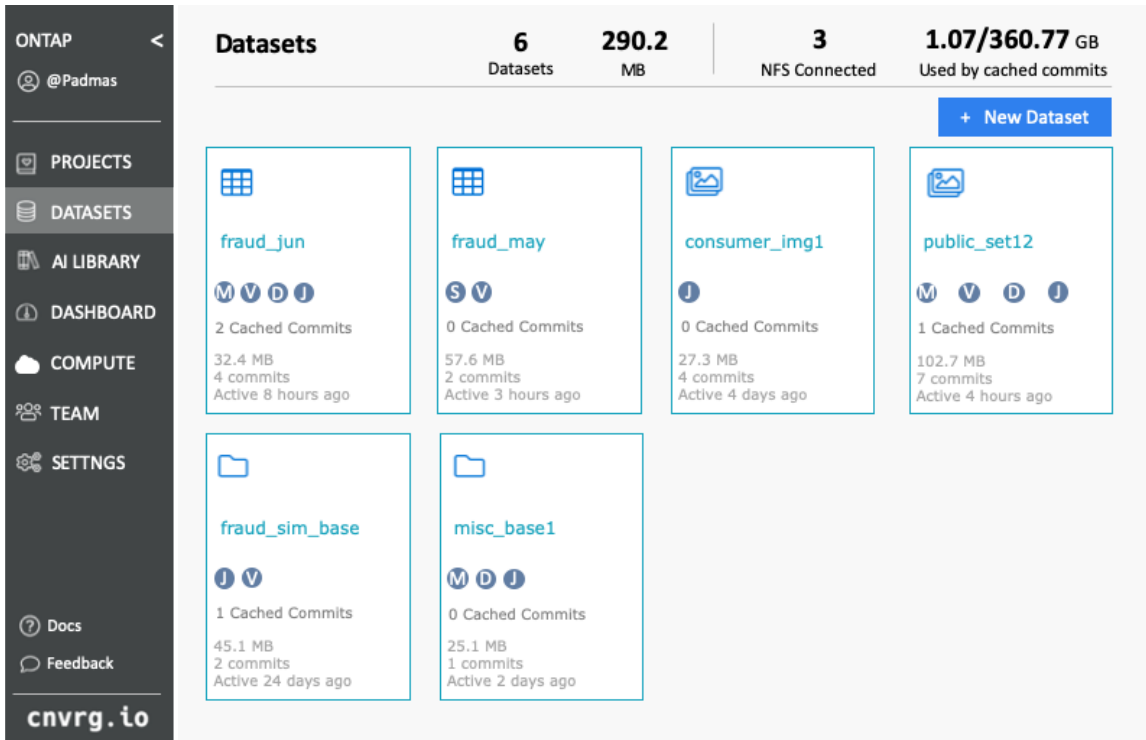 ONTAP <
@Padmas
PROJECTS
DATASETS
AI LIBRARY
DASHBOARD
COMPUTE
TEAM
SETTNGS
Docs
Feedback
cnvrg.io
Datasets
6
Datasets
290.2
MB
3
NFS Connected
1.07/360.77 GB
Used by cached commits
+ New Dataset
fraud_jun
M V D J
2 Cached Commits
32.4 MB
4 commits
Active 8 hours ago
fraud_may
S V
0 Cached Commits
57.6 MB
2 commits
Active 3 hours ago
consumer_img1
J
0 Cached Commits
27.3 MB
4 commits
Active 4 days ago
public_set12
M V D J
1 Cached Commits
102.7 MB
7 commits
Active 4 hours ago
fraud_sim_base
J V
1 Cached Commits
45.1 MB
2 commits
Active 24 days ago
misc_base1
M D J
0 Cached Commits
25.1 MB
1 commits
Active 2 days ago